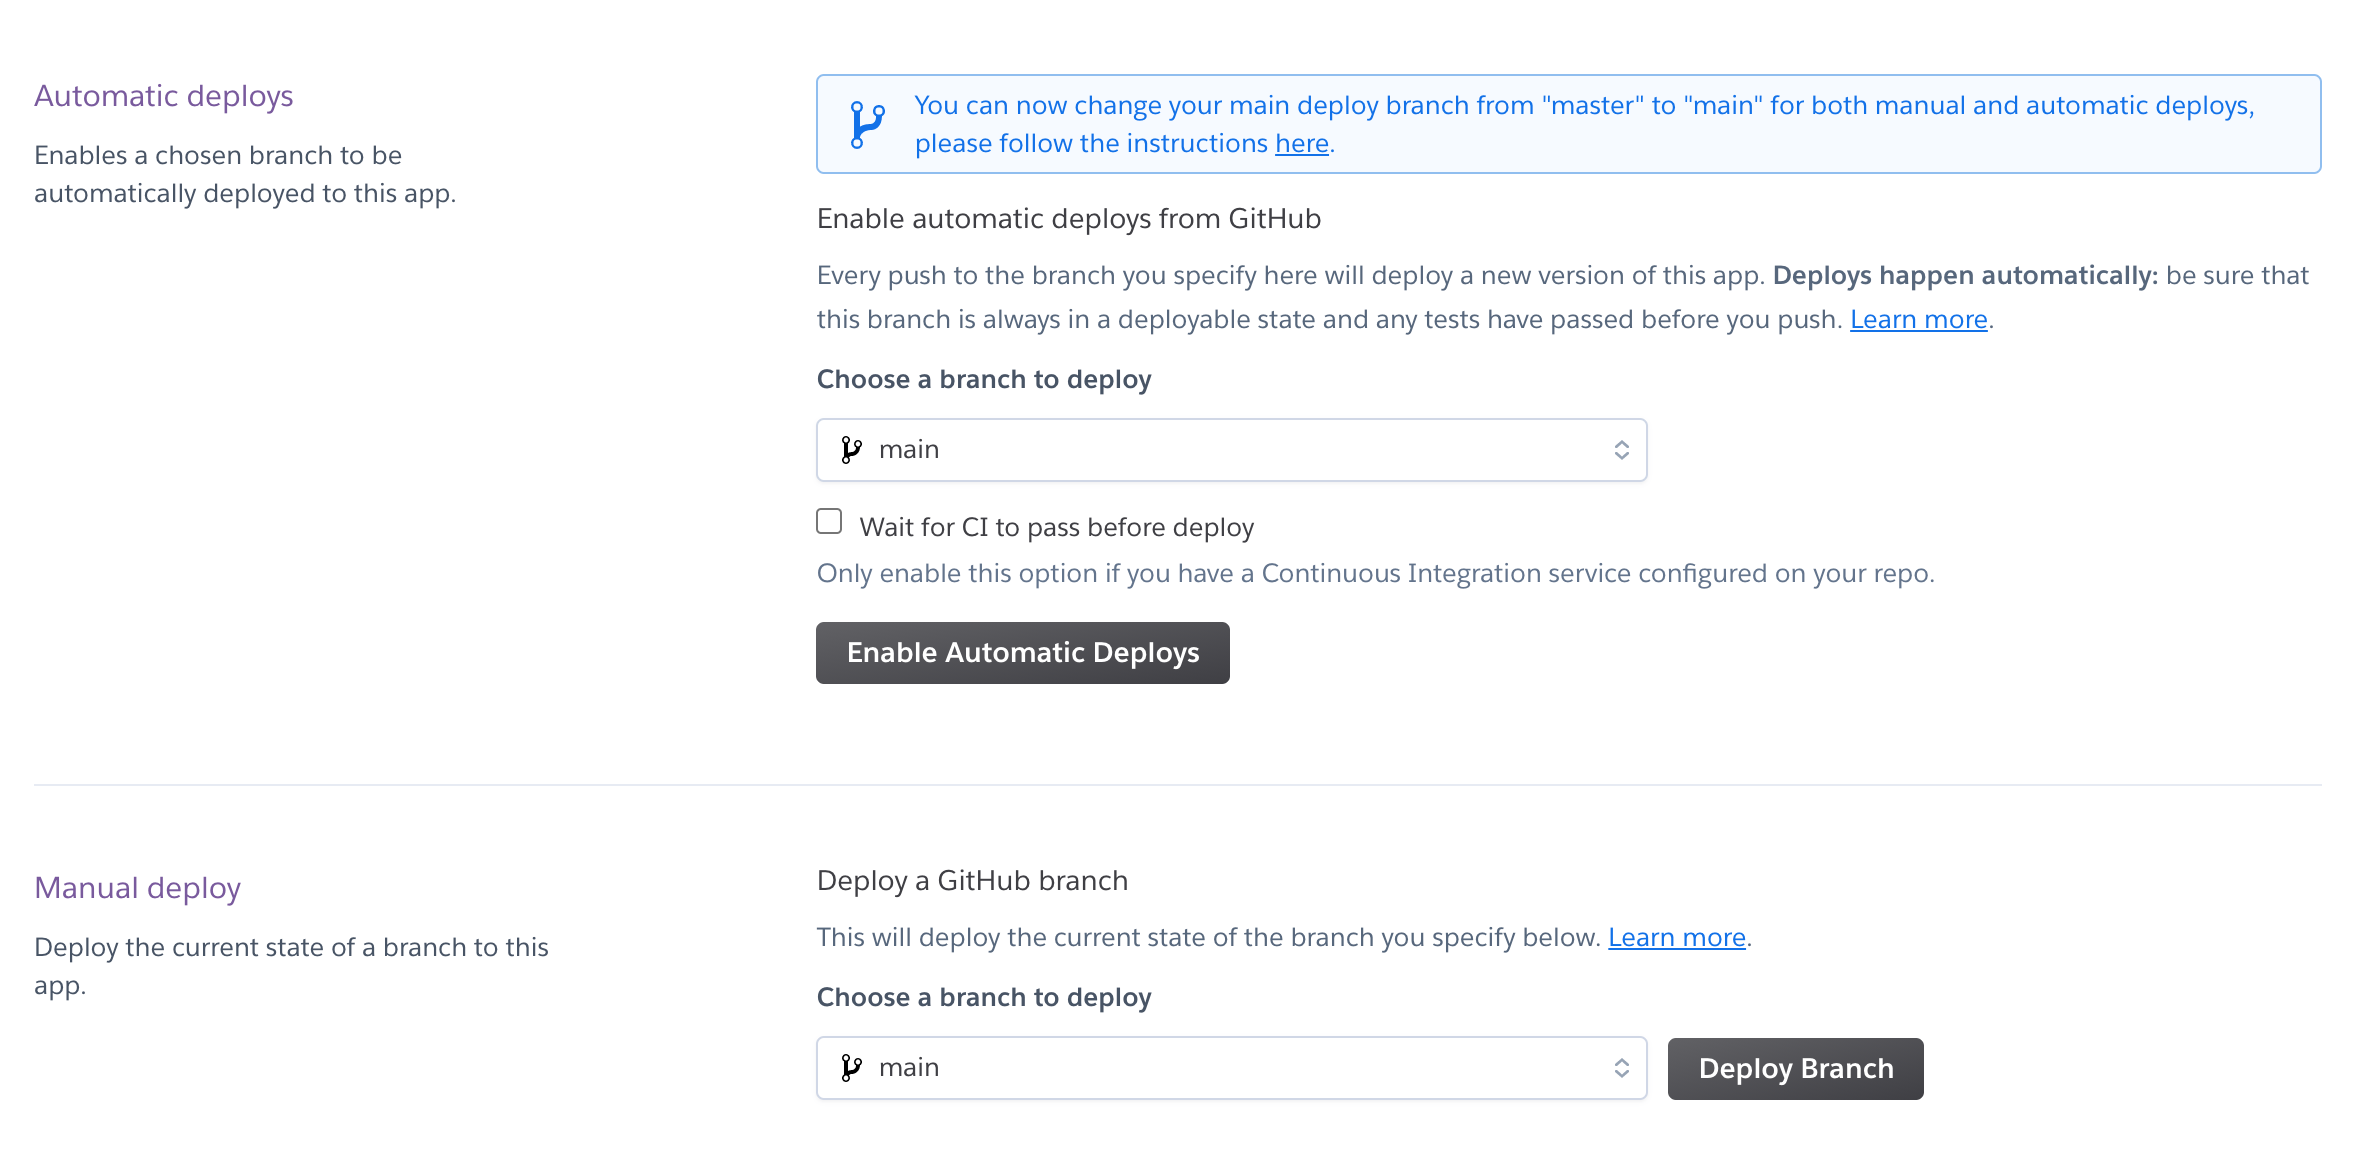 Automatic deploys
Enables a chosen branch to be
automatically deployed to this app.
You can now change your main deploy branch from "master" to "main" for both manual and automatic deploys,
please follow the instructions here.
Enable automatic deploys from GitHub
Every push to the branch you specify here will deploy a new version of this app. Deploys happen automatically: be sure that
this branch is always in a deployable state and any tests have passed before you push. Learn more.
Choose a branch to deploy
main
Wait for CI to pass before deploy
Only enable this option if you have a Continuous Integration service configured on your repo.
Enable Automatic Deploys
Manual deploy
Deploy the current state of a branch to this
app.
Deploy a GitHub branch
This will deploy the current state of the branch you specify below. Learn more.
Choose a branch to deploy
main
Deploy Branch